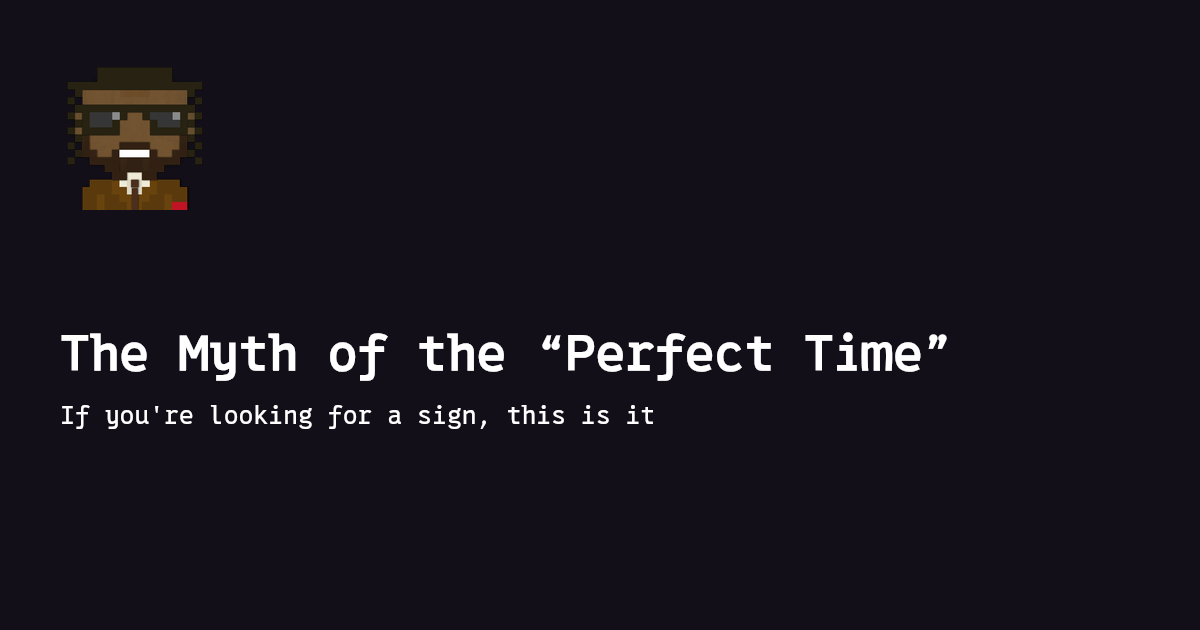 The Myth of the “Perfect Time”
If you're looking for a sign, this is it